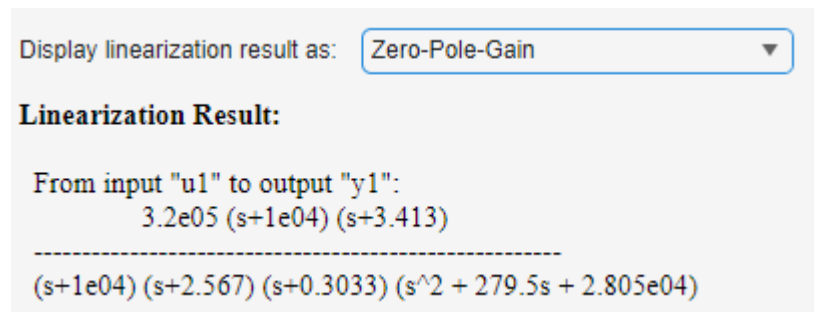 Display linearization result as: Zero-Pole-Gain
Linearization Result:
From input "u1" to output "y1":
3.2e05 (s+1e04) (s+3.413)
-------------------------------------------------------
(s+1e04) (s+2.567) (s+0.3033) (s^2 + 279.5s + 2.805e04)